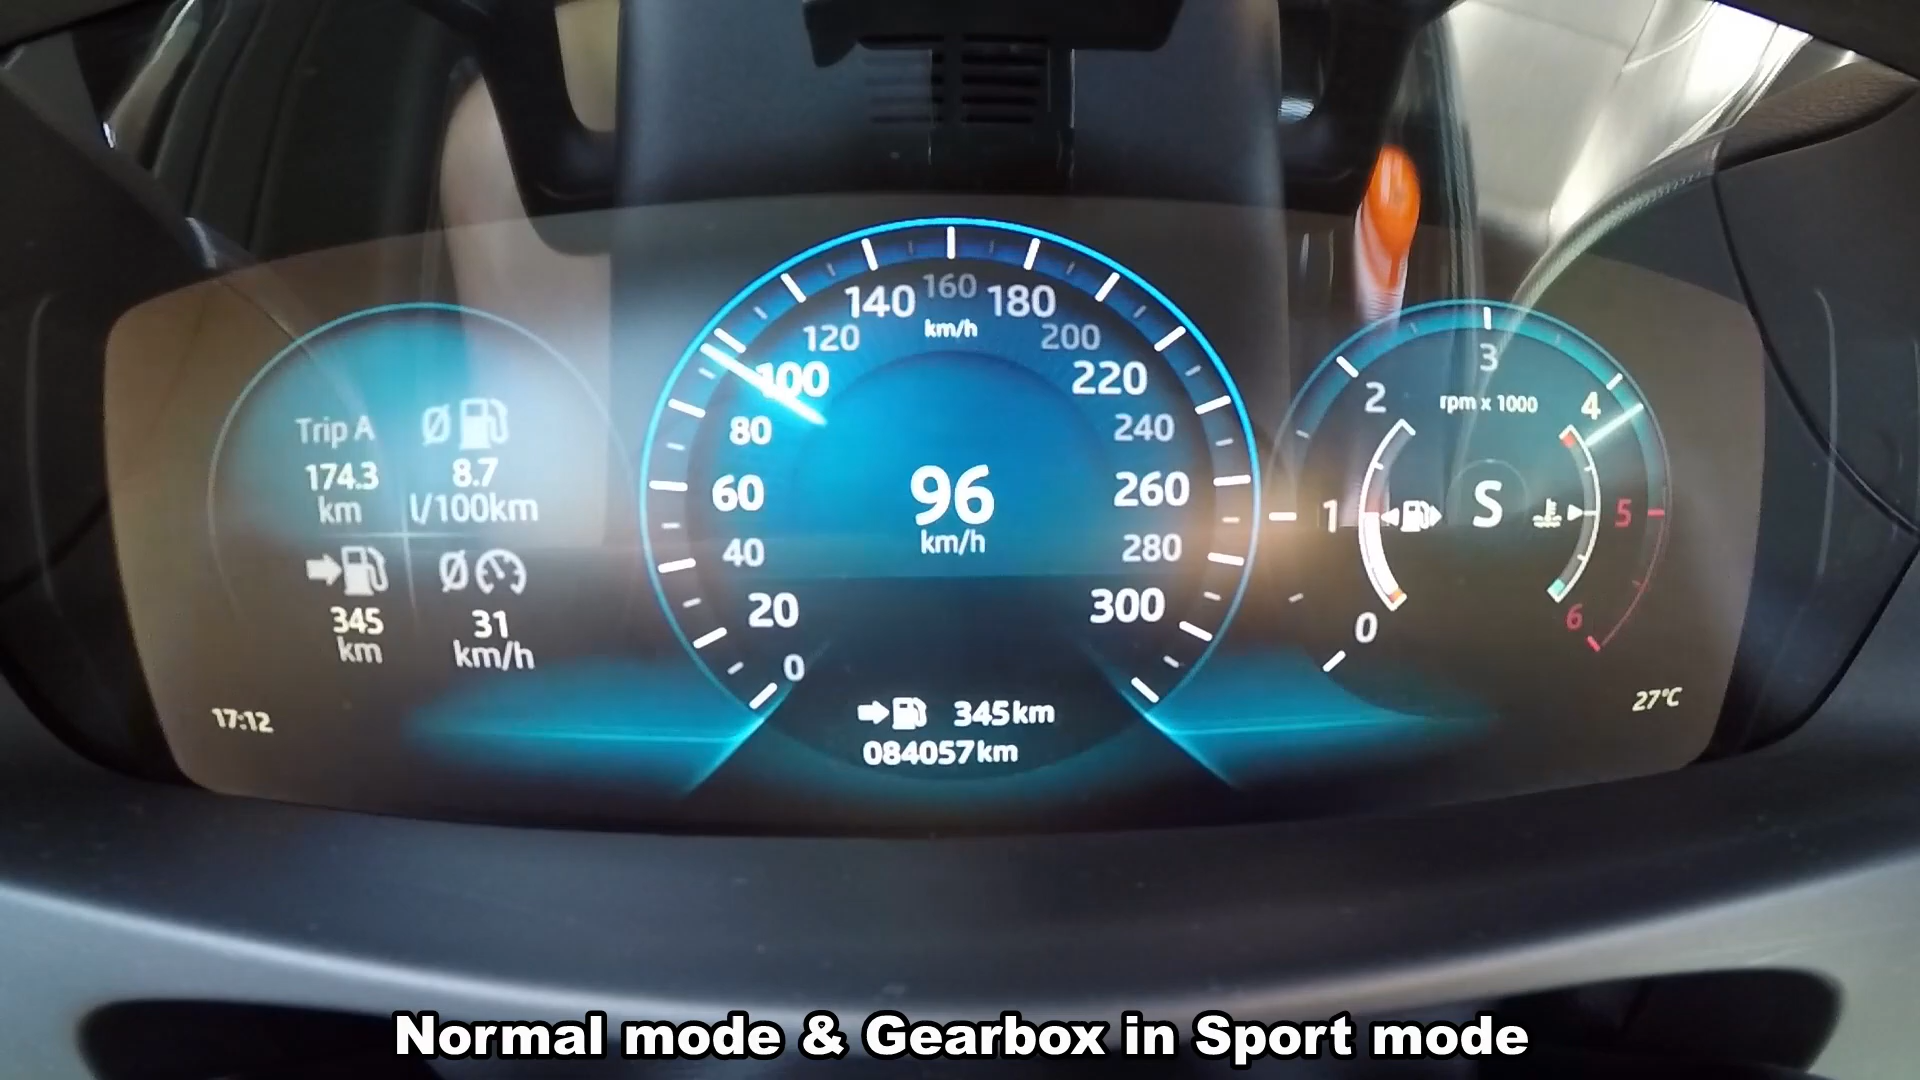 Trip A
174.3
km
8.7
l/100km
345
km
31
km/h
17:12
0
20
40
60
80
100
120
140
160
180
200
220
240
260
280
300
km/h
96
km/h
345km
084057km
0
1
2
3
4
5
6
rpm x 1000
S
27°C
Normal mode & Gearbox in Sport mode